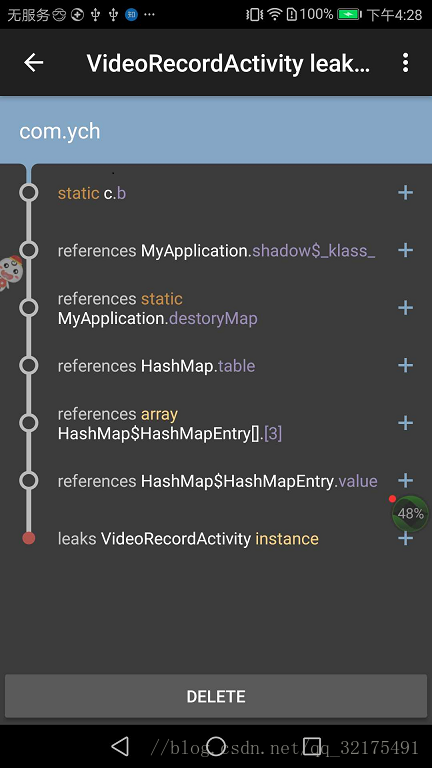 无服务 100% 下午4:28
VideoRecordActivity leak...
com.ych
static c.b
references MyApplication.shadow$_klass_
references static
MyApplication.destoryMap
references HashMap.table
references array
HashMap$HashMapEntry[].[3]
references HashMap$HashMapEntry.value
48%
leaks VideoRecordActivity instance
DELETE
//blog.csdn.net/qq_32175491